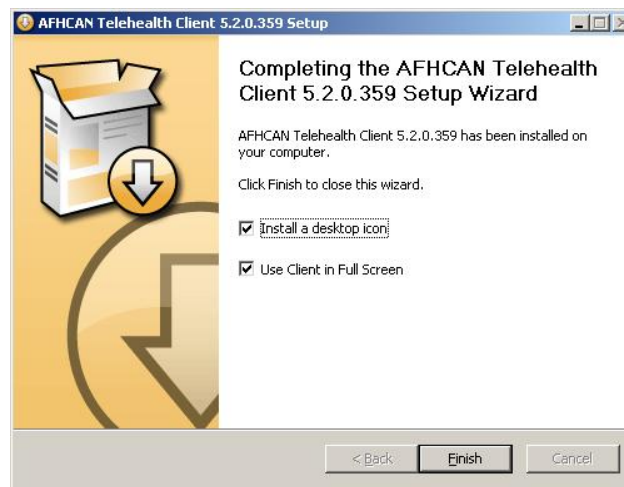 AFHCAN Telehealth Client 5.2.0.359 Setup
Completing the AFHCAN Telehealth
Client 5.2.0.359 Setup Wizard
AFHCAN Telehealth Client 5.2.0.359 has been installed on
your computer.
Click Finish to close this wizard.
Install a desktop icon
Use Client in Full Screen
< Back Finish Cancel